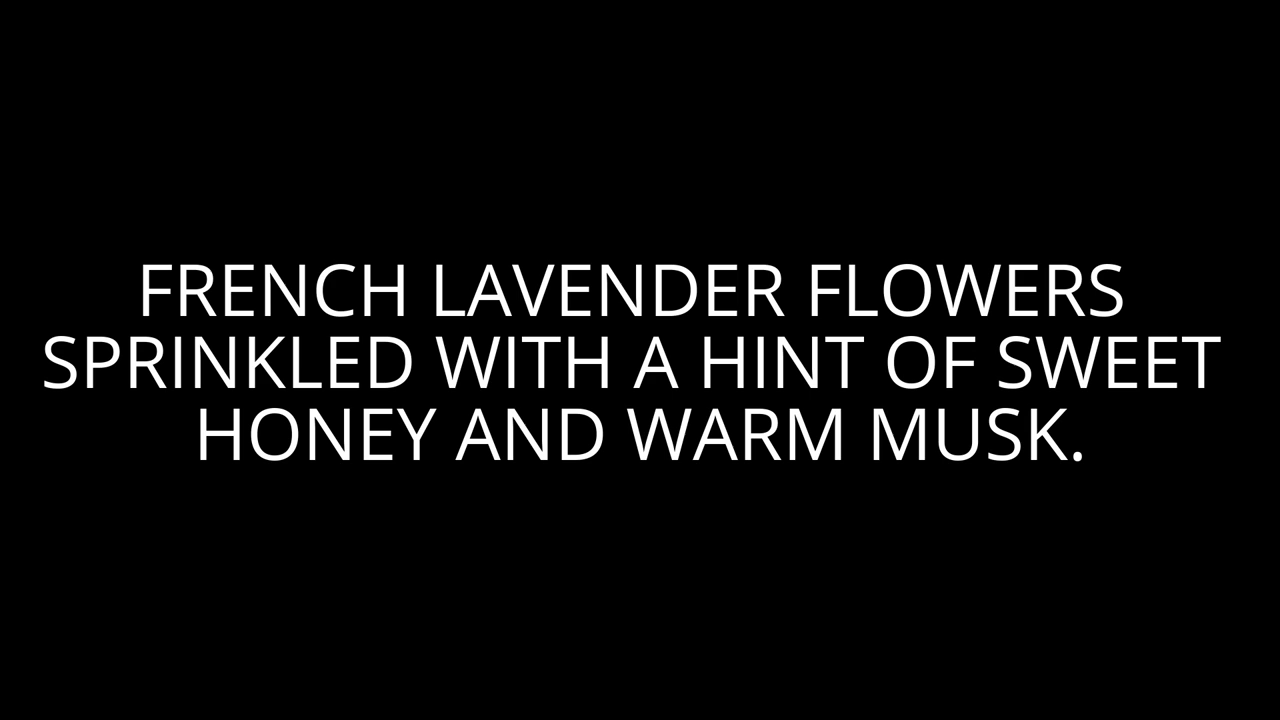 FRENCH LAVENDER FLOWERS
SPRINKLED WITH A HINT OF SWEET
HONEY AND WARM MUSK.